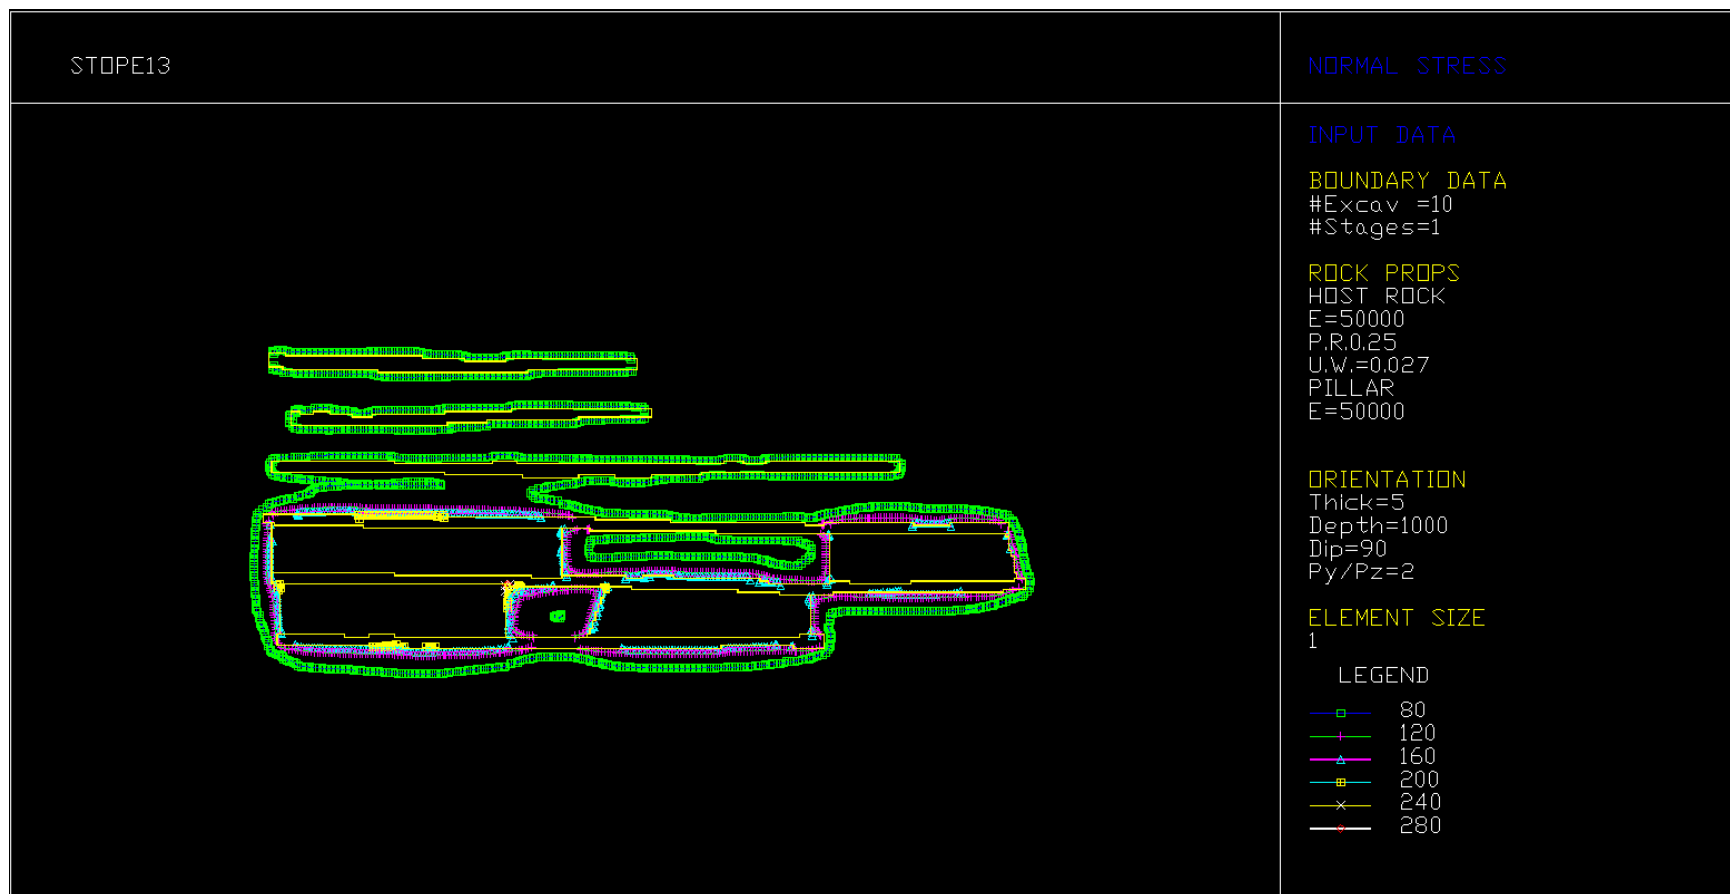 STOPE13
NORMAL STRESS
INPUT DATA
BOUNDARY DATA
#Excav =10
#Stages=1
ROCK PROPS
HOST ROCK
E=50000
P.R.0.25
U.W.=0.027
PILLAR
E=50000
ORIENTATION
Thick=5
Depth=1000
Dip=90
Py/Pz=2
ELEMENT SIZE
1
LEGEND
80
120
160
200
240
280